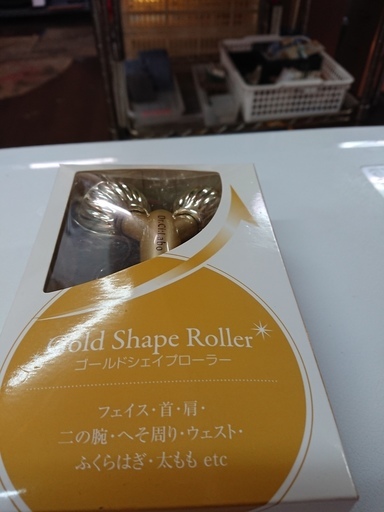 Gold Shape Roller
ゴールドシェイプローラー
フェイス・首・肩・
二の腕・へそ周り・ウェスト・
ふくらはぎ・太もも etc